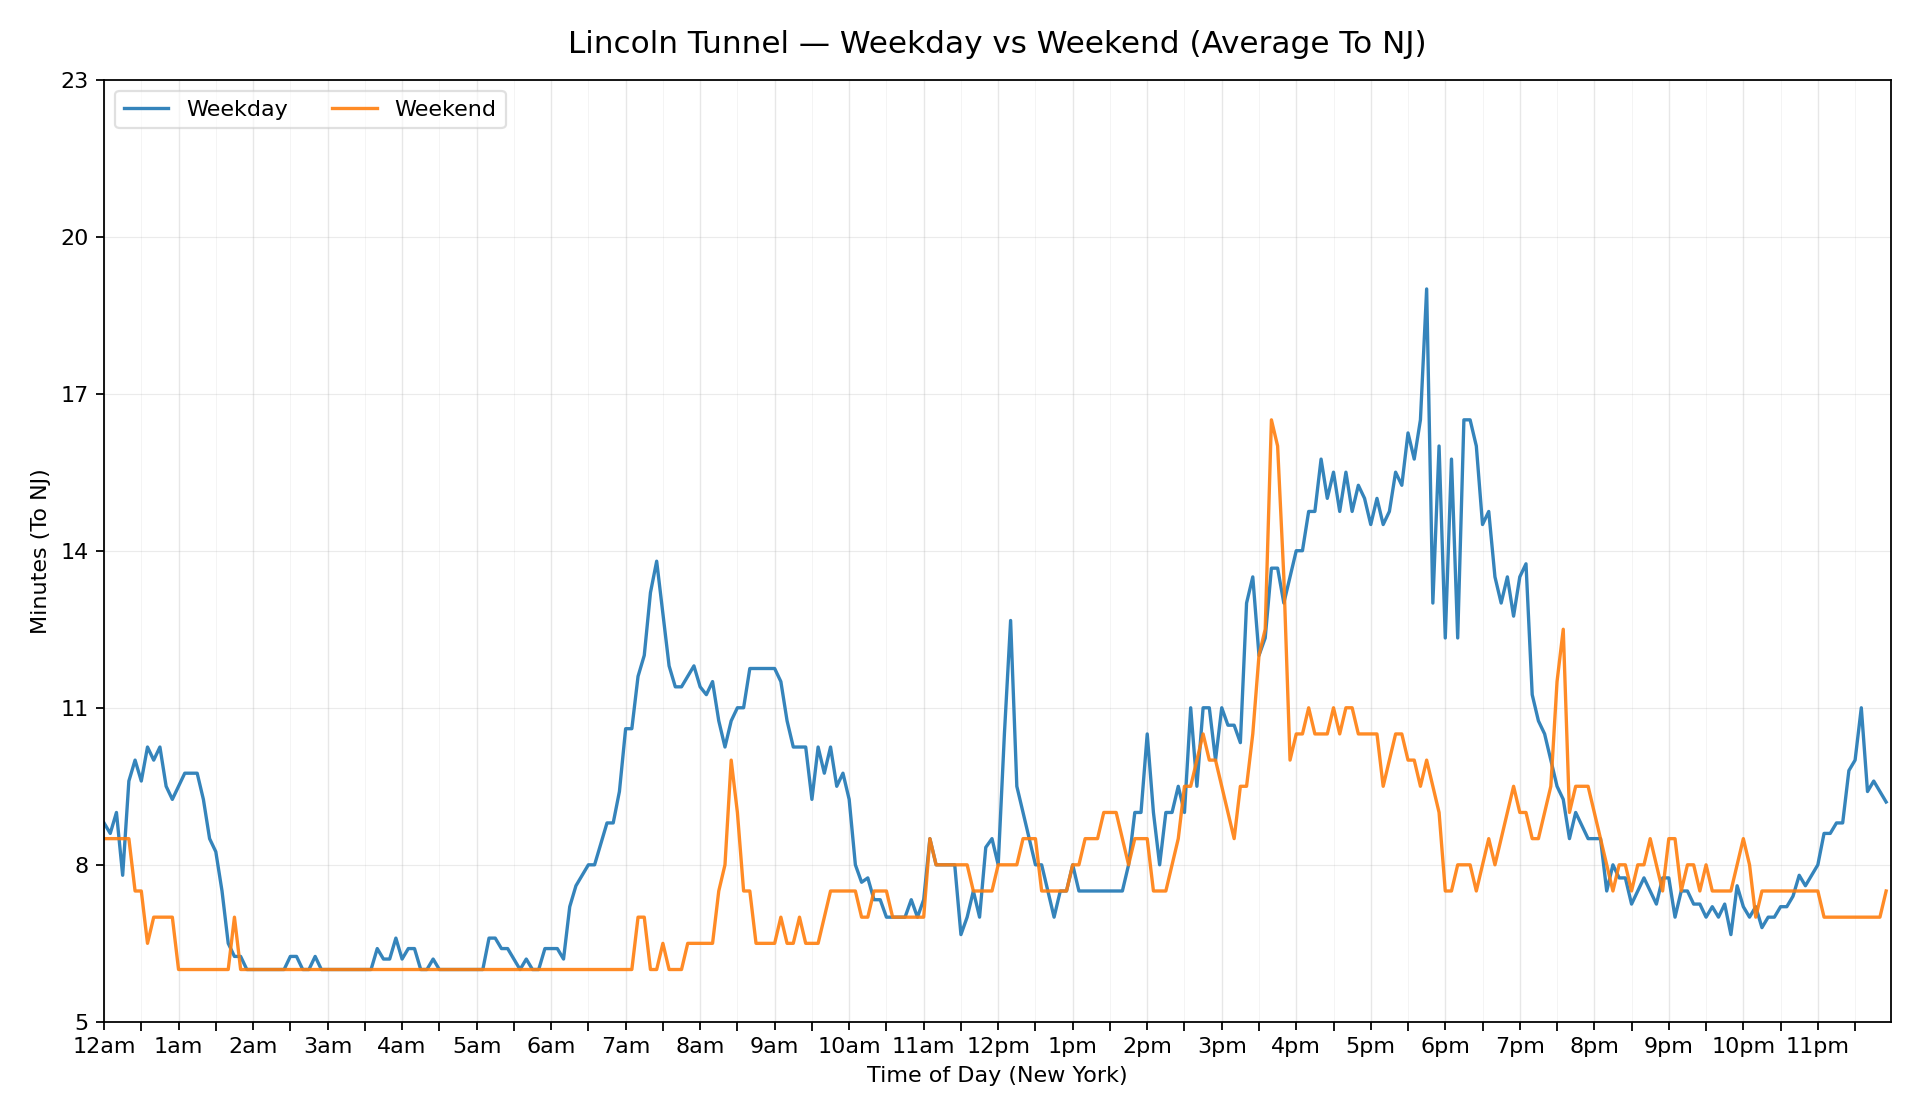 Lincoln Tunnel — Weekday vs Weekend (Average To NJ)
Weekday Weekend
23
20
17
14
11
8
5
Minutes (To NJ)
12am 1am 2am 3am 4am 5am 6am 7am 8am 9am 10am 11am 12pm 1pm 2pm 3pm 4pm 5pm 6pm 7pm 8pm 9pm 10pm 11pm
Time of Day (New York)